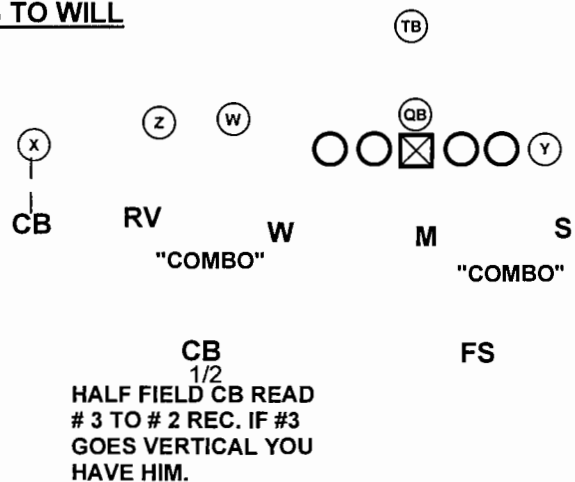 TO WILL
TB
QB
Z W
X
Y
CB RV W M S
"COMBO" "COMBO"
CB FS
1/2
HALF FIELD CB READ
# 3 TO # 2 REC. IF #3
GOES VERTICAL YOU
HAVE HIM.